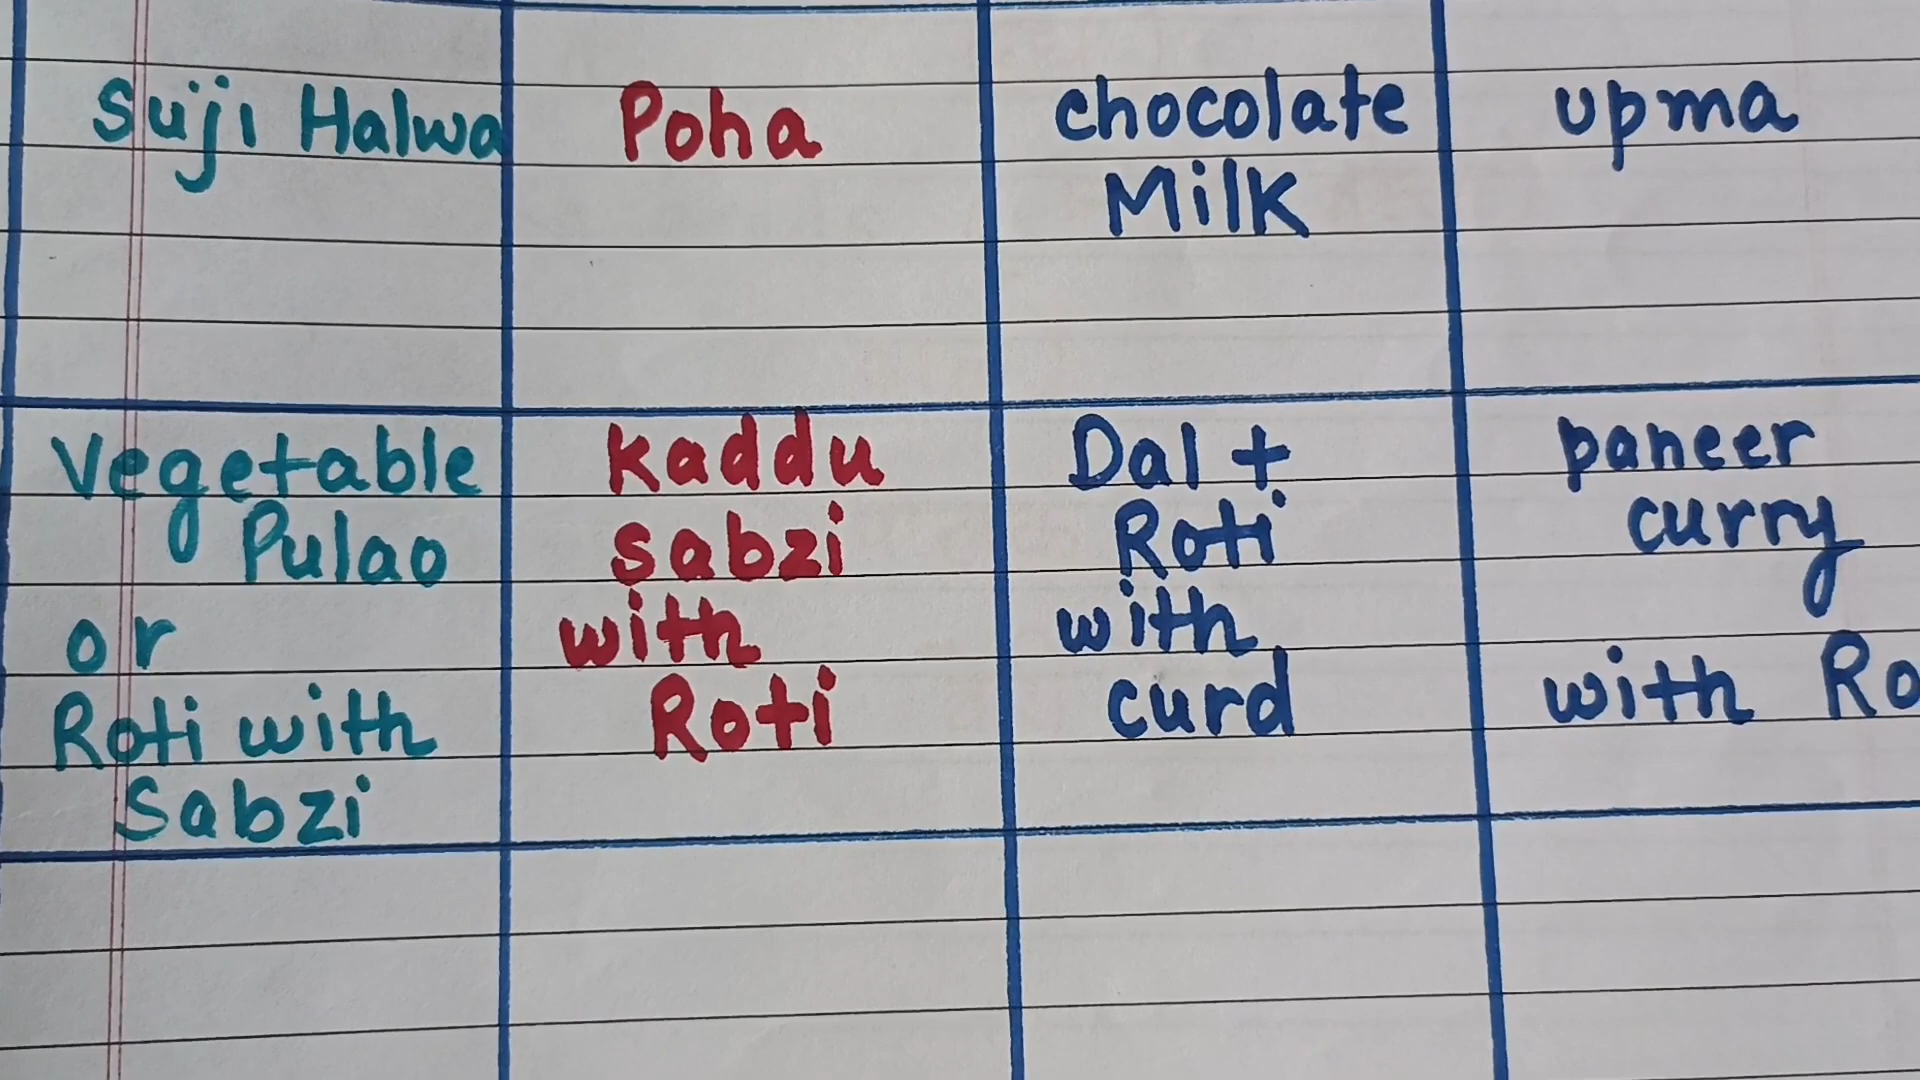 Suji Halwa
Poha
chocolate
Milk
upma
Vegetable
Pulao
or
Roti with
Sabzi
Kaddu
sabzi
with
Roti
Dal +
Roti
with
curd
paneer
curry
with Ro